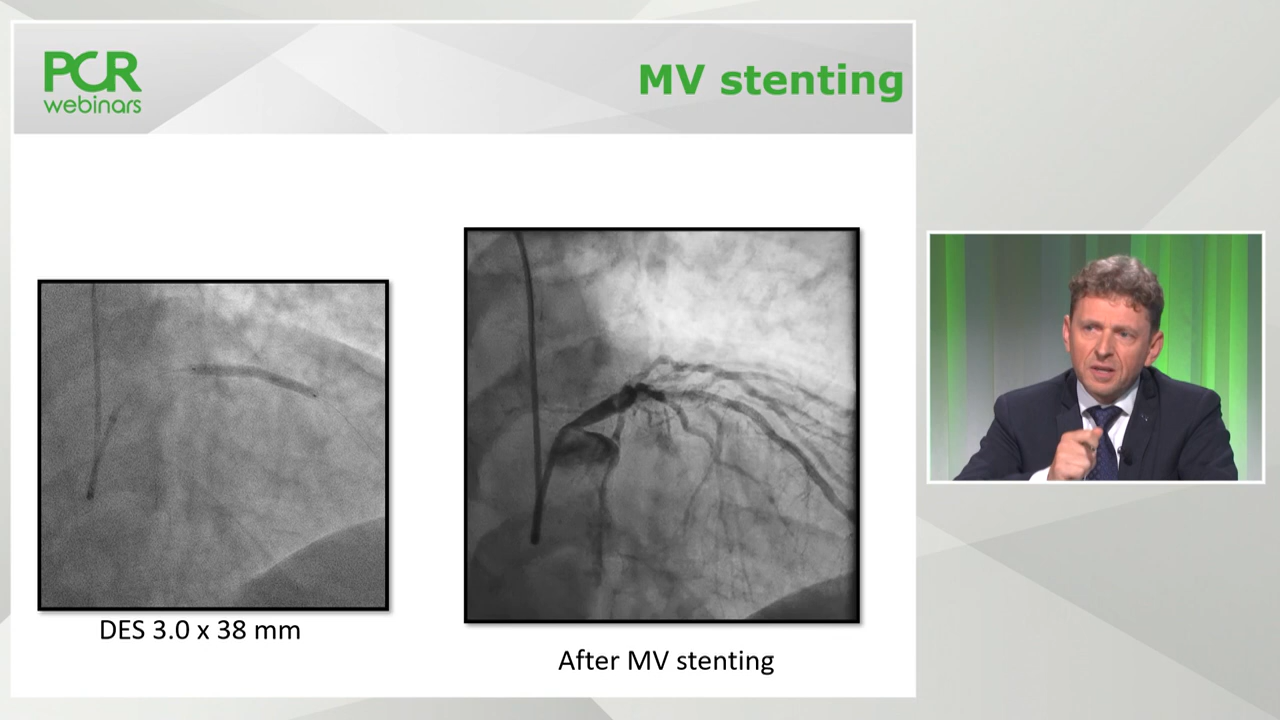 PCR
webinars
MV stenting
DES 3.0 x 38 mm
After MV stenting